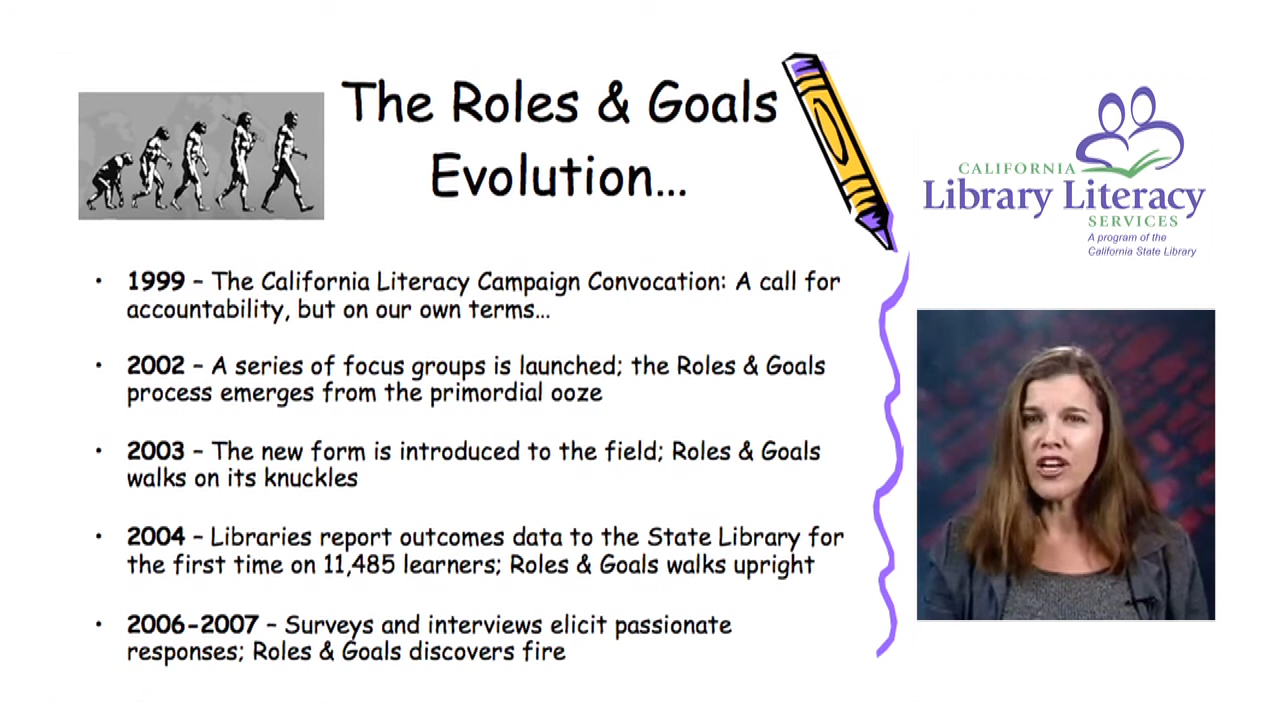 The Roles & Goals
Evolution...
CALIFORNIA
Library Literacy
SERVICES
A program of the
California State Library
• 1999 – The California Literacy Campaign Convocation: A call for
accountability, but on our own terms...
• 2002 – A series of focus groups is launched; the Roles & Goals
process emerges from the primordial ooze
• 2003 – The new form is introduced to the field; Roles & Goals
walks on its knuckles
• 2004 – Libraries report outcomes data to the State Library for
the first time on 11,485 learners; Roles & Goals walks upright
• 2006-2007 – Surveys and interviews elicit passionate
responses; Roles & Goals discovers fire